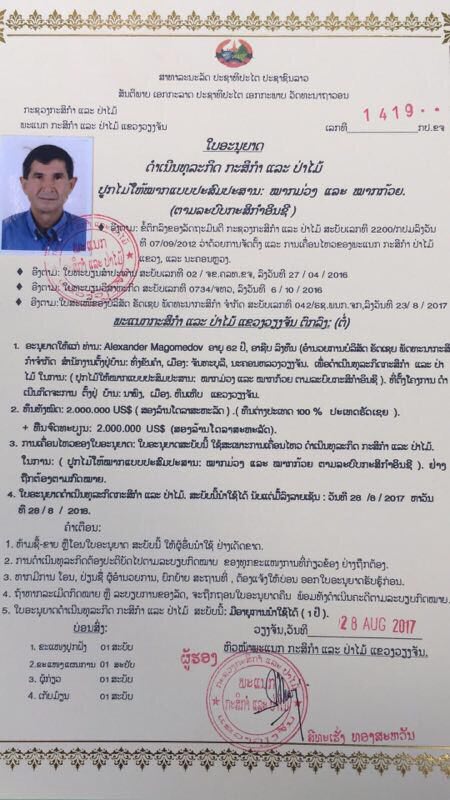 ສາທາລະນະລັດ ປະຊາທິປະໄຕ ປະຊາຊົນລາວ
ສັນຕິພາບ ເອກກະລາດ ປະຊາທິປະໄຕ ເອກກະພາບ ວັດທະນາຖາວອນ
ກະຊວງກະສິກຳ ແລະ ປ່າໄມ້
ພະແນກ ກະສິກຳ ແລະ ປ່າໄມ້ ແຂວງວຽງຈັນ
ເລກທີ 1419 ກປ.ຂຈ
ໃບອະນຸຍາດ
ດຳເນີນທຸລະກິດ ກະສິກຳ ແລະ ປ່າໄມ້
ປູກໄມ້ໃຫ້ໝາກແບບປະສົມປະສານ: ໝາກມ່ວງ ແລະ ໝາກກ້ວຍ.
(ຕາມລະບົບກະສິກຳອິນຊີ )
ອີງຕາມ: ຂໍ້ຕົກລົງຂອງລັດຖະມົນຕີ ກະຊວງກະສິກຳ ແລະ ປ່າໄມ້ ສະບັບເລກທີ 2200/ກປມລົງວັນ
ທີ 07/09/2012 ວ່າດ້ວຍການຈັດຕັ້ງ ແລະ ການເຄື່ອນໄຫວຂອງພະແນກ ກະສິກຳ ແລະ ປ່າໄມ້
ແຂວງ, ແລະ ນະຄອນຫຼວງ.
ອີງຕາມ: ໃບທະບຽນສຳປະທານ ສະບັບເລກທີ 02 / ຈຂ.ຄລທ.ຂຈ, ລົງວັນທີ 27 / 04 / 2016
ອີງຕາມ: ໃບທະບຽນວິສາຫະກິດ ສະບັບເລກທີ 0734/ຈທວ, ລົງວັນທີ 6 / 10 / 2016
ອີງຕາມ: ໃບສະເໜີຂອງບໍລິສັດ ຣັດເຊຍ ພັດທະນາກະສິກຳ ຈຳກັດ ສະບັບເລກທີ 042/ຣຊ.ພນກ.ຈກ,ລົງວັນທີ 23/ 8 / 2017
ພະແນກກະສິກຳ ແລະ ປ່າໄມ້ ແຂວງວຽງຈັນ ຕົກລົງ: (ຕໍ່)
1. ອະນຸຍາດໃຫ້ແກ່ ທ່ານ: Alexander Magomedov ອາຍຸ 62 ປີ, ອາຊີບ ລົງທຶນ (ອຳນວຍການບໍລິສັດ ຣັດເຊຍ ພັດທະນາກະສິ
ກຳຈຳກັດ ສຳນັກງານຕັ້ງຢູ່ບ້ານ: ທົ່ງຂັນຄຳ, ເມືອງ: ຈັນທະບູລີ, ນະຄອນຫລວງວຽງຈັນ. ເພື່ອດຳເນີນທຸລະກິດກະສິກຳ ແລະ ປ່າ
ໄມ້ ໃນການ: ( ປູກໄມ້ໃຫ້ໝາກແບບປະສົມປະສານ: ໝາກມ່ວງ ແລະ ໝາກກ້ວຍ ຕາມລະບົບກະສິກຳອິນຊີ ). ທີ່ຕັ້ງໂຄງການ ດຳ
ເນີນກິດຈະການ ຕັ້ງຢູ່ ບ້ານ: ນາພົງ, ເມືອງ: ຫີນເຫີບ ແຂວງວຽງຈັນ.
2. ທຶນທັງໝົດ: 2.000.000 US$ ( ສອງລ້ານໂດລາສະຫະລັດ ) .( ທຶນຕ່າງປະເທດ 100 % ປະເທດຣັດເຊຍ ).
+ ທຶນຈົດທະບຽນ: 2.000.000 US$ (ສອງລ້ານໂດລາສະຫະລັດ).
3. ການເຄື່ອນໄຫວຂອງໃບອະນຸຍາດ: ໃບອະນຸຍາດສະບັບນີ້ ໃຊ້ສະເພາະການເຄື່ອນໄຫວ ດຳເນີນທຸລະກິດກະສິກຳ ແລະ ປ່າໄມ້.
ໃນການ: ( ປູກໄມ້ໃຫ້ໝາກແບບປະສົມປະສານ: ໝາກມ່ວງ ແລະ ໝາກກ້ວຍ ຕາມລະບົບກະສິກຳອິນຊີ ). ຢ່າງ
ຖືກຕ້ອງຕາມກົດໝາຍ.
4. ໃບອະນຸຍາດດຳເນີນທຸລະກິດກະສິກຳ ແລະ ປ່າໄມ້. ສະບັບນີ້ນຳໃຊ້ໄດ້ ນັບແຕ່ມື້ລົງລາຍເຊັນ : ວັນທີ 28 /8/ 2017 ຫາວັນ
ທີ 28 / 8 / 2018.
ຄຳເຕືອນ:
1. ຫ້າມຊື້-ຂາຍ ຫຼືໂອນໃບອະນຸຍາດ ສະບັບນີ້ ໃຫ້ຜູ້ອື່ນນຳໃຊ້ ຢ່າງເດັດຂາດ.
2. ການດຳເນີນທຸລະກິດຕ້ອງປະຕິບັດໄປຕາມລະບຽບກົດໝາຍ ຂອງທຸກຂະແໜງການທີ່ກ່ຽວຂ້ອງ ຢ່າງຖືກຕ້ອງ.
3. ຫາກມີການ ໂອນ, ປ່ຽນຊື່ ຜູ້ອຳນວຍການ, ຍົກຍ້າຍ ສະຖານທີ່ , ຕ້ອງແຈ້ງໃຫ້ບ່ອນ ອອກໃບອະນຸຍາດຮັບຮູ້ກ່ອນ.
4. ຖ້າຫາກລະເມີດກົດໝາຍ ຫຼື ລະບຽບການຂອງລັດ, ຈະຖືກຖອນໃບອະນຸຍາດຄືນ ພ້ອມທັງດຳເນີນຄະດີຕາມລະບຽບກົດໝາຍ.
5. ໃບອະນຸຍາດດຳເນີນທຸລະກິດ ກະສິກຳ ແລະ ປ່າໄມ້ ສະບັບນີ້: ມີອາຍຸການນຳໃຊ້ໄດ້ (1 ປີ ).
ບ່ອນສົ່ງ:
ວຽງຈັນ,ວັນທີ 28 AUG 2017
ຜູ້ຮອງ ຫົວໜ້າພະແນກ ກະສິກຳ ແລະ ປ່າໄມ້ ແຂວງວຽງຈັນ.
1. ຂະແໜງປູກຝັງ 01 ສະບັບ
2.ຂະແໜງແຜນການ 01 ສະບັບ
3. ຜູ້ກ່ຽວ 01 ສະບັບ
4. ເກັບມ້ຽນ 01 ສະບັບ
ພະແນກ
ກະສິກຳ ແລະ ປ່າໄມ້
ສີທະເຮັ່ງ ທອງສະຫວັນ